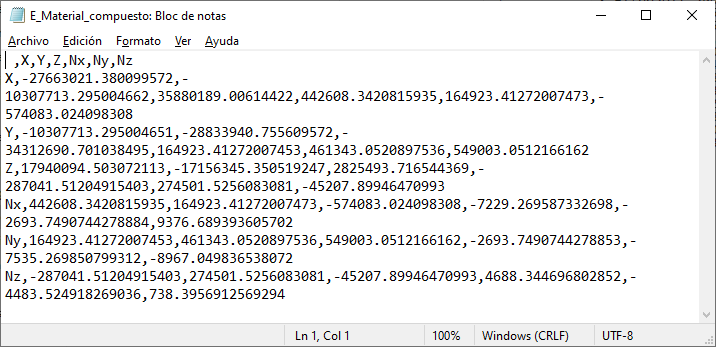 E_Material_compuesto: Bloc de notas
Archivo Edición Formato Ver Ayuda
,X,Y,Z,Nx,Ny,Nz
X,-27663021.380099572,-
10307713.295004662,35880189.00614422,442608.3420815935,164923.41272007473,-
574083.024098308
Y,-10307713.295004651,-28833940.755609572,-
34312690.701038495,164923.41272007453,461343.0520897536,549003.0512166162
Z,17940094.503072113,-17156345.350519247,2825493.716544369,-
287041.51204915403,274501.5256083081,-45207.89946470993
Nx,442608.3420815935,164923.41272007473,-574083.024098308,-7229.269587332698,-
2693.7490744278884,9376.689393605702
Ny,164923.41272007453,461343.0520897536,549003.0512166162,-2693.7490744278853,-
7535.269850799312,-8967.049836538072
Nz,-287041.51204915403,274501.5256083081,-45207.89946470993,4688.344696802852,-
4483.524918269036,738.3956912569294
Ln 1, Col 1 100% Windows (CRLF) UTF-8